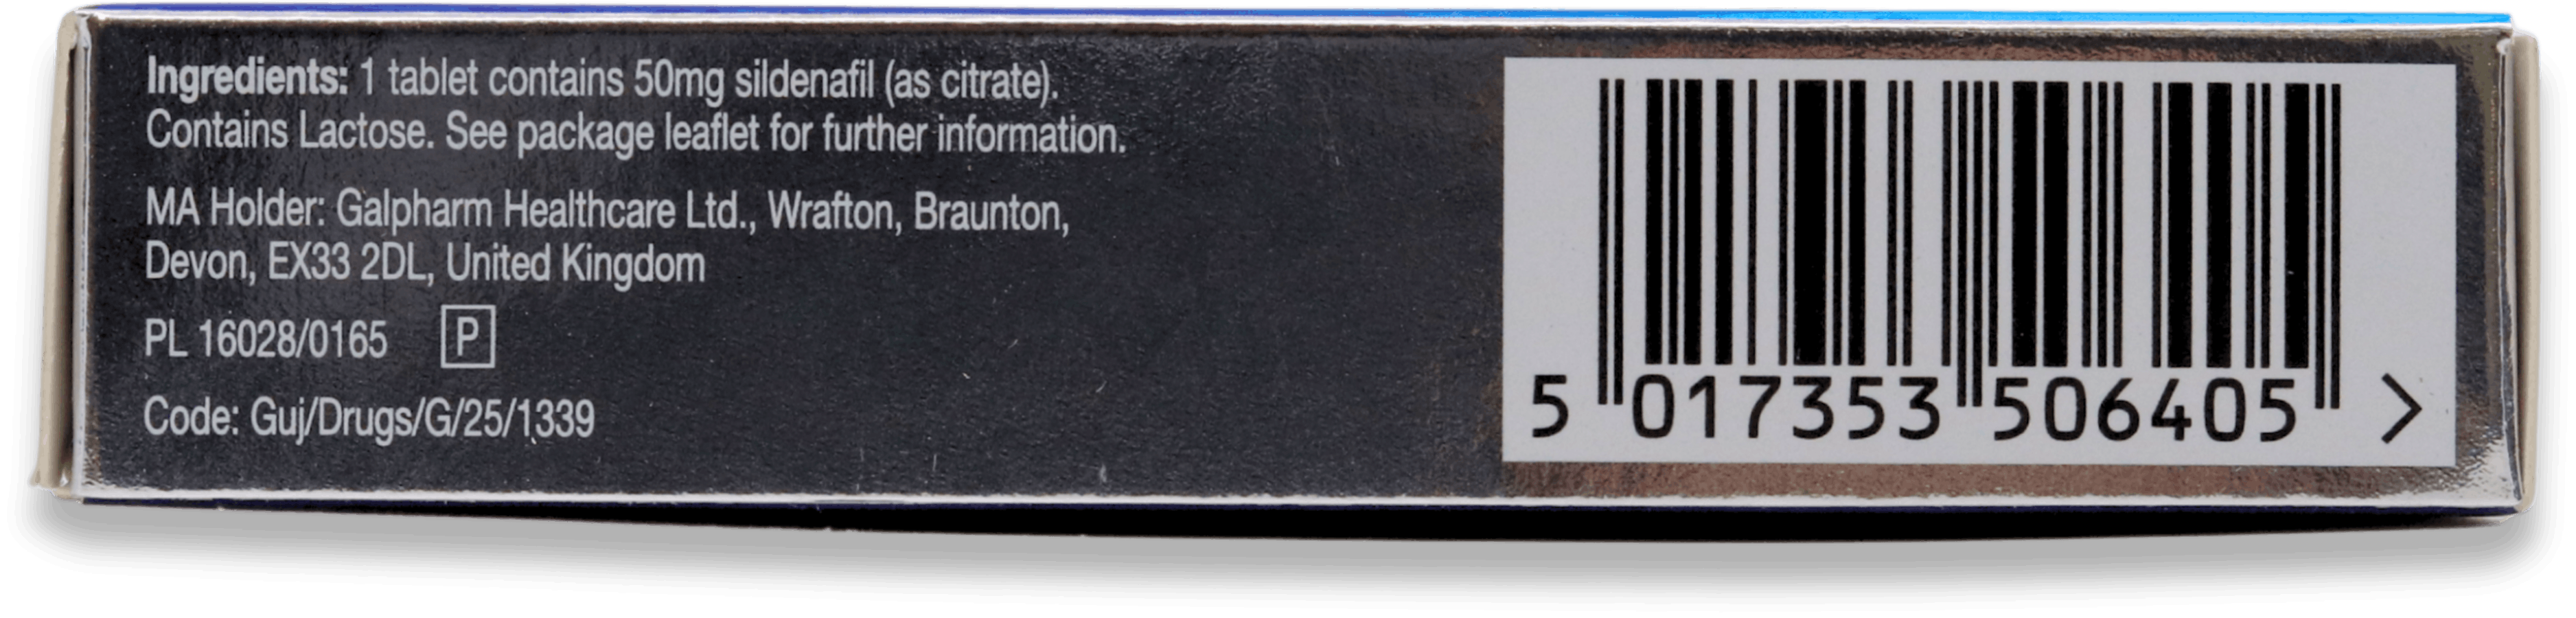 Ingredients: 1 tablet contains 50mg sildenafil (as citrate).
Contains Lactose. See package leaflet for further information.
MA Holder: Galpharm Healthcare Ltd., Wrafton, Braunton,
Devon, EX33 2DL, United Kingdom
PL 16028/0165 P
Code: Guj/Drugs/G/25/1339
5 017353 506405 >